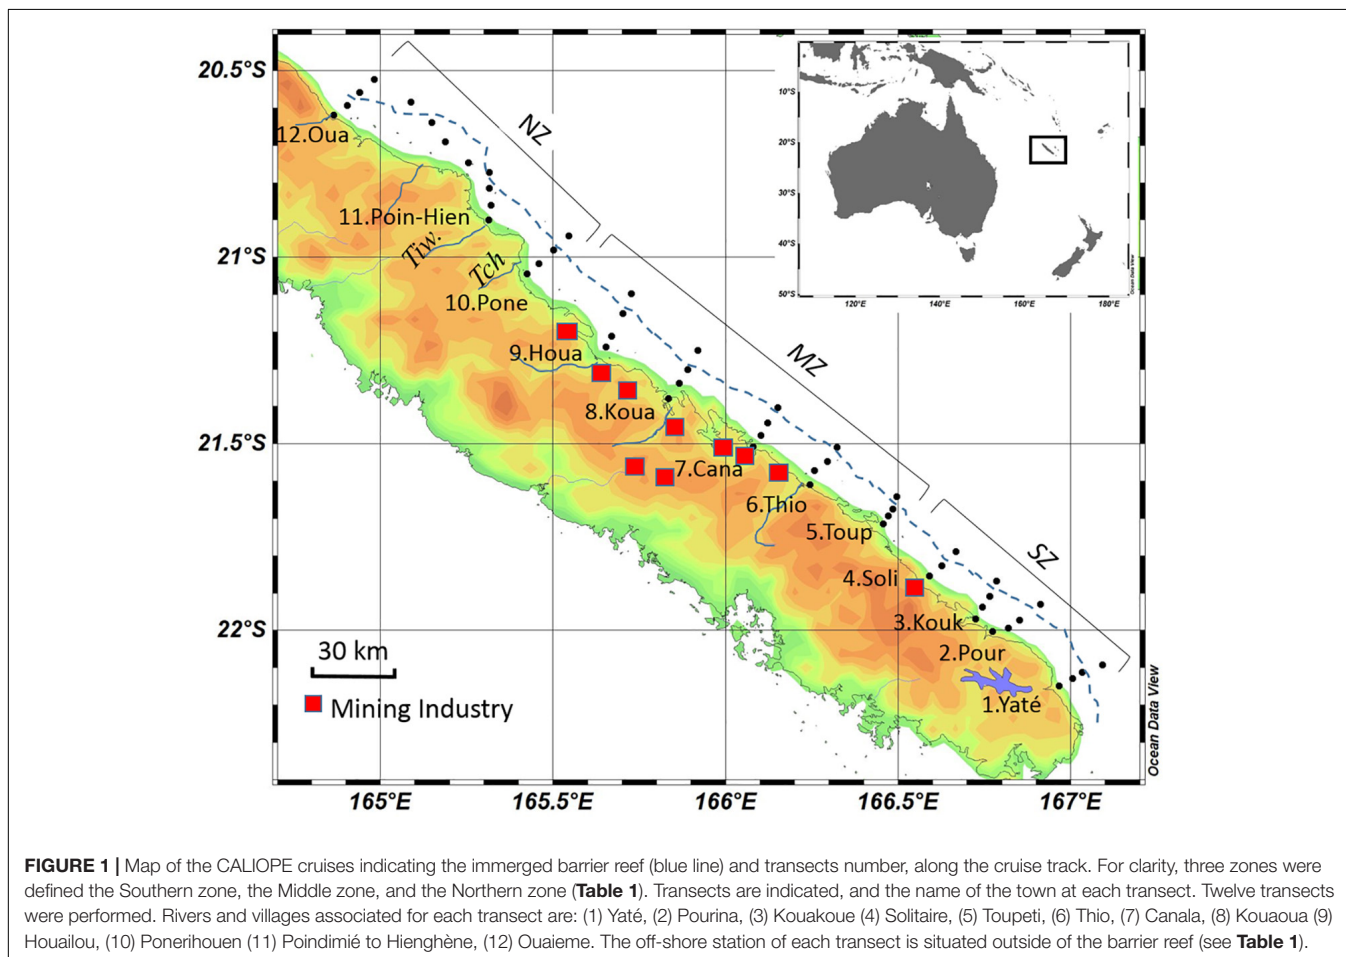 20.5°S
21°S
21.5°S
22°S
165°E
165.5°E
166°E
166.5°E
167°E
NZ
MZ
SZ
12.Oua
11.Poin-Hien
Tiw.
Tch
10.Pone
9.Houa
8.Koua
7.Cana
6.Thio
5.Toup
4.Soli
3.Kouk
2.Pour
1.Yaté
30 km
Mining Industry
Ocean Data View
10°S
20°S
30°S
40°S
50°S
120°E
140°E
160°E
180°E
Ocean Data View
FIGURE 1 | Map of the CALIOPE cruises indicating the immerged barrier reef (blue line) and transects number, along the cruise track. For clarity, three zones were
defined the Southern zone, the Middle zone, and the Northern zone (Table 1). Transects are indicated, and the name of the town at each transect. Twelve transects
were performed. Rivers and villages associated for each transect are: (1) Yaté, (2) Pourina, (3) Kouakoue (4) Solitaire, (5) Toupeti, (6) Thio, (7) Canala, (8) Kouaoua (9)
Houailou, (10) Ponerihouen (11) Poindimié to Hienghène, (12) Ouaieme. The off-shore station of each transect is situated outside of the barrier reef (see Table 1).